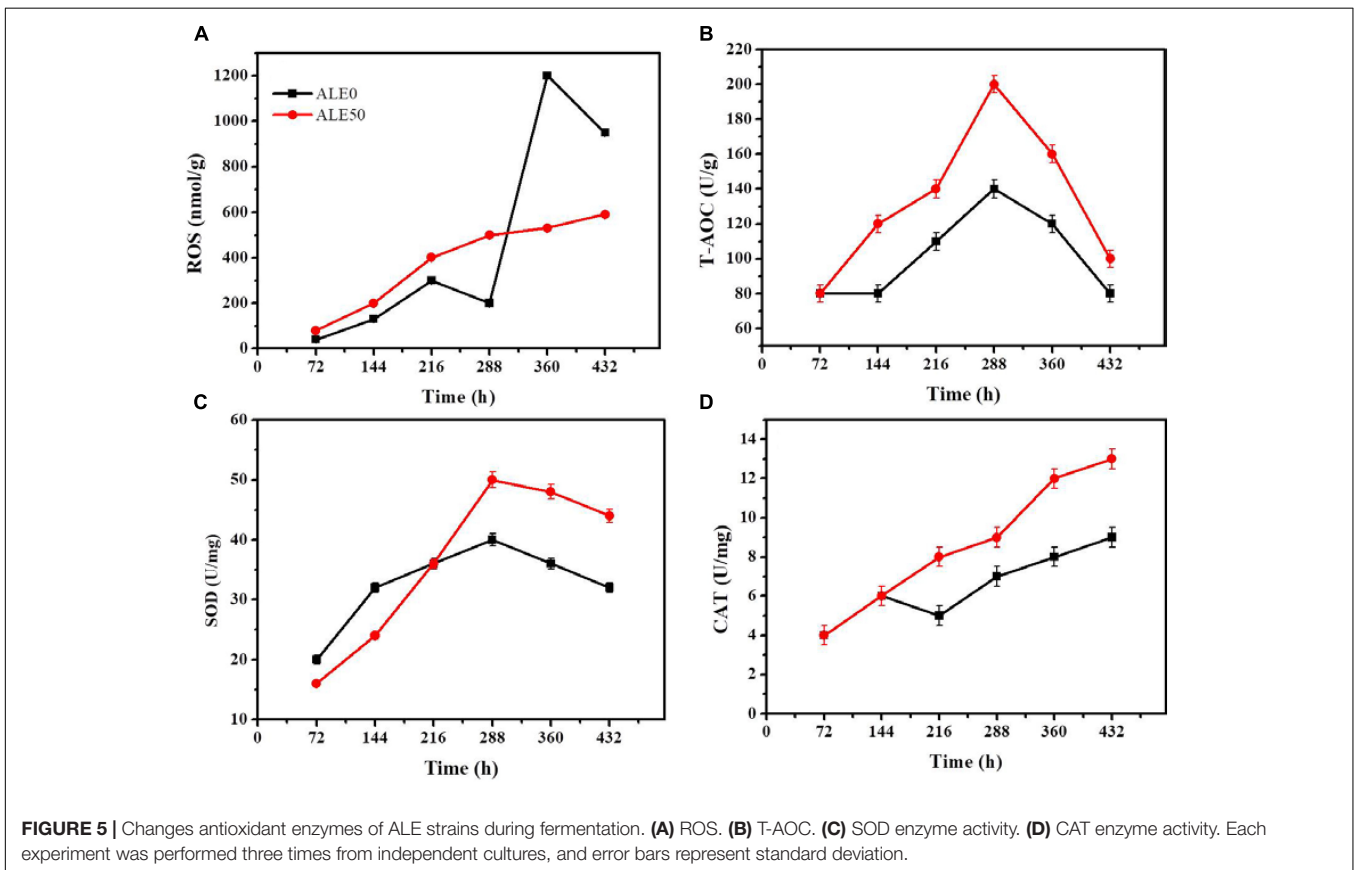 A
ROS (nmol/g)
1200
1000
800
600
400
200
0
ALE0
ALE50
0 72 144 216 288 360 432
Time (h)
B
T-AOC (U/g)
220
200
180
160
140
120
100
80
60
0 72 144 216 288 360 432
Time (h)
C
SOD (U/mg)
60
50
40
30
20
10
0 72 144 216 288 360 432
Time (h)
D
CAT (U/mg)
14
12
10
8
6
4
2
0
0 72 144 216 288 360 432
Time (h)
FIGURE 5 | Changes antioxidant enzymes of ALE strains during fermentation. (A) ROS. (B) T-AOC. (C) SOD enzyme activity. (D) CAT enzyme activity. Each
experiment was performed three times from independent cultures, and error bars represent standard deviation.